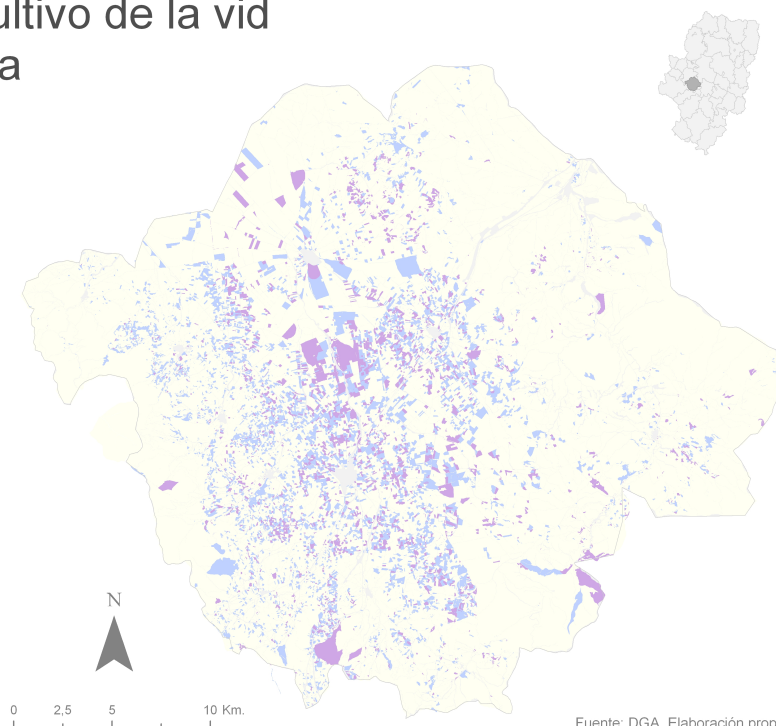 ultivo de la vid
a
N
0 2,5 5 10 Km.
Fuente: DGA. Elaboración prop